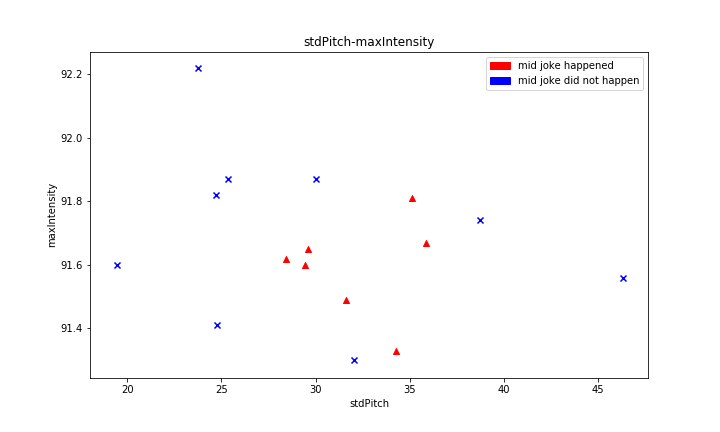 stdPitch-maxIntensity
mid joke happened
mid joke did not happen
92.2
92.0
91.8
91.6
91.4
maxIntensity
20 25 30 35 40 45
stdPitch